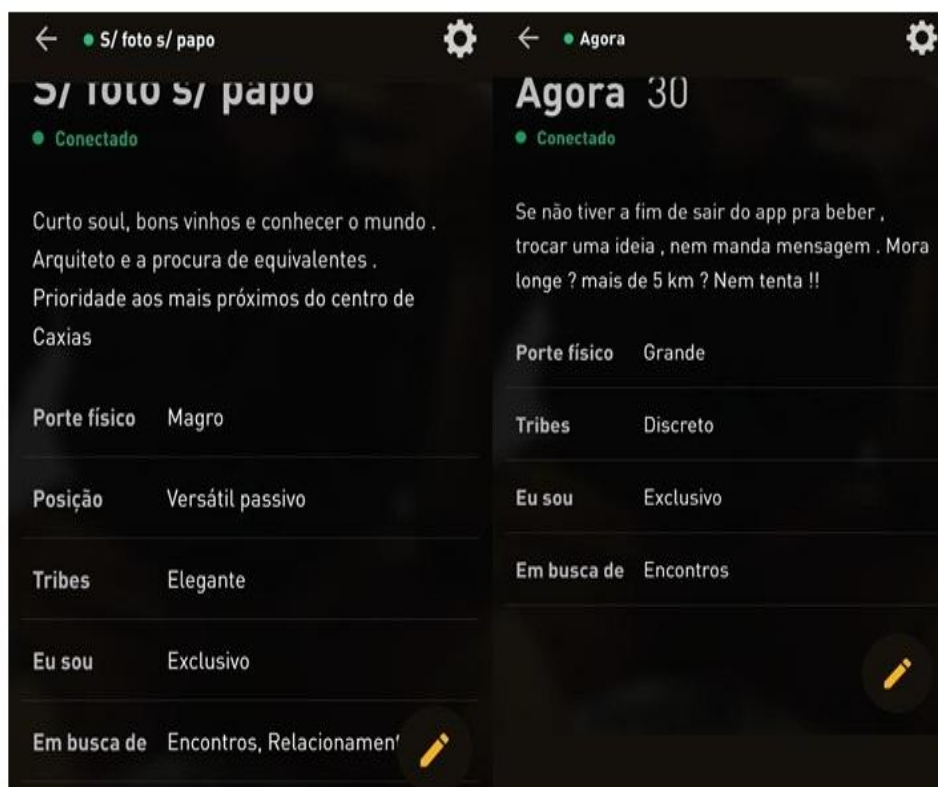 S/ foto s/ papo
S/ foto s/ papo
Conectado
Curto soul, bons vinhos e conhecer o mundo .
Arquiteto e a procura de equivalentes .
Prioridade aos mais próximos do centro de
Caxias
Porte físico Magro
Posição Versátil passivo
Tribes Elegante
Eu sou Exclusivo
Em busca de Encontros, Relacionamen
Agora
Agora 30
Conectado
Se não tiver a fim de sair do app pra beber ,
trocar uma ideia , nem manda mensagem . Mora
longe ? mais de 5 km ? Nem tenta !!
Porte físico Grande
Tribes Discreto
Eu sou Exclusivo
Em busca de Encontros